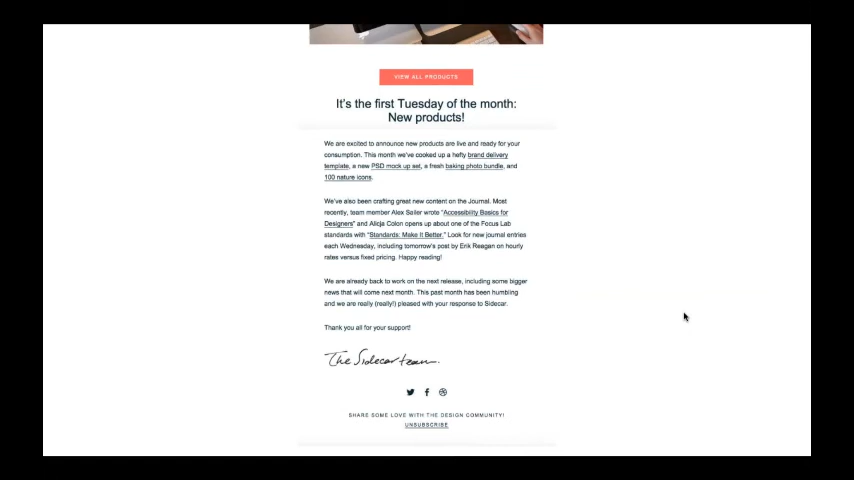 VIEW ALL PRODUCTS
It's the first Tuesday of the month:
New products!
We are excited to announce new products are live and ready for your
consumption. This month we've cooked up a hefty brand delivery
template, a new PSD mock up set, a fresh baking photo bundle, and
100 nature icons.
We've also been crafting great new content on the Journal. Most
recently, team member Alex Sailer wrote "Accessibility Basics for
Designers" and Alicja Colon opens up about one of the Focus Lab
standards with "Standards: Make It Better." Look for new journal entries
each Wednesday, including tomorrow's post by Erik Reagan on hourly
rates versus fixed pricing. Happy reading!
We are already back to work on the next release, including some bigger
news that will come next month. This past month has been humbling
and we are really (really!) pleased with your response to Sidecar.
Thank you all for your support!
The Sidecar team.
SHARE SOME LOVE WITH THE DESIGN COMMUNITY!
UNSUBSCRIBE